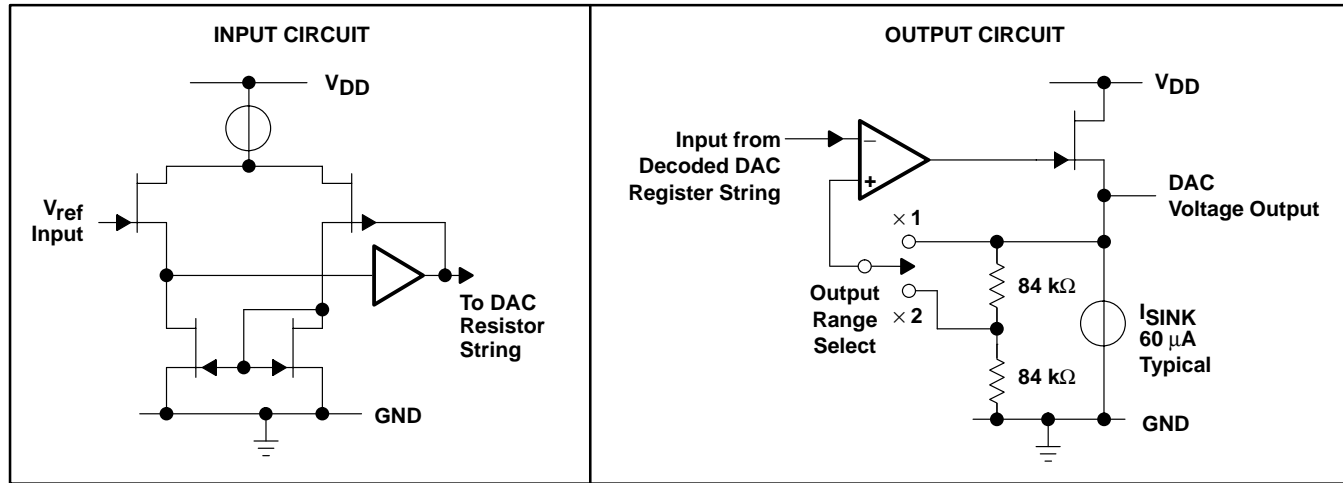 INPUT CIRCUIT
VDD
Vref
Input
To DAC
Resistor
String
GND
OUTPUT CIRCUIT
VDD
Input from
Decoded DAC
Register String
−
+
DAC
Voltage Output
× 1
84 kΩ
Output
Range
Select
× 2
ISINK
60 µA
Typical
84 kΩ
GND